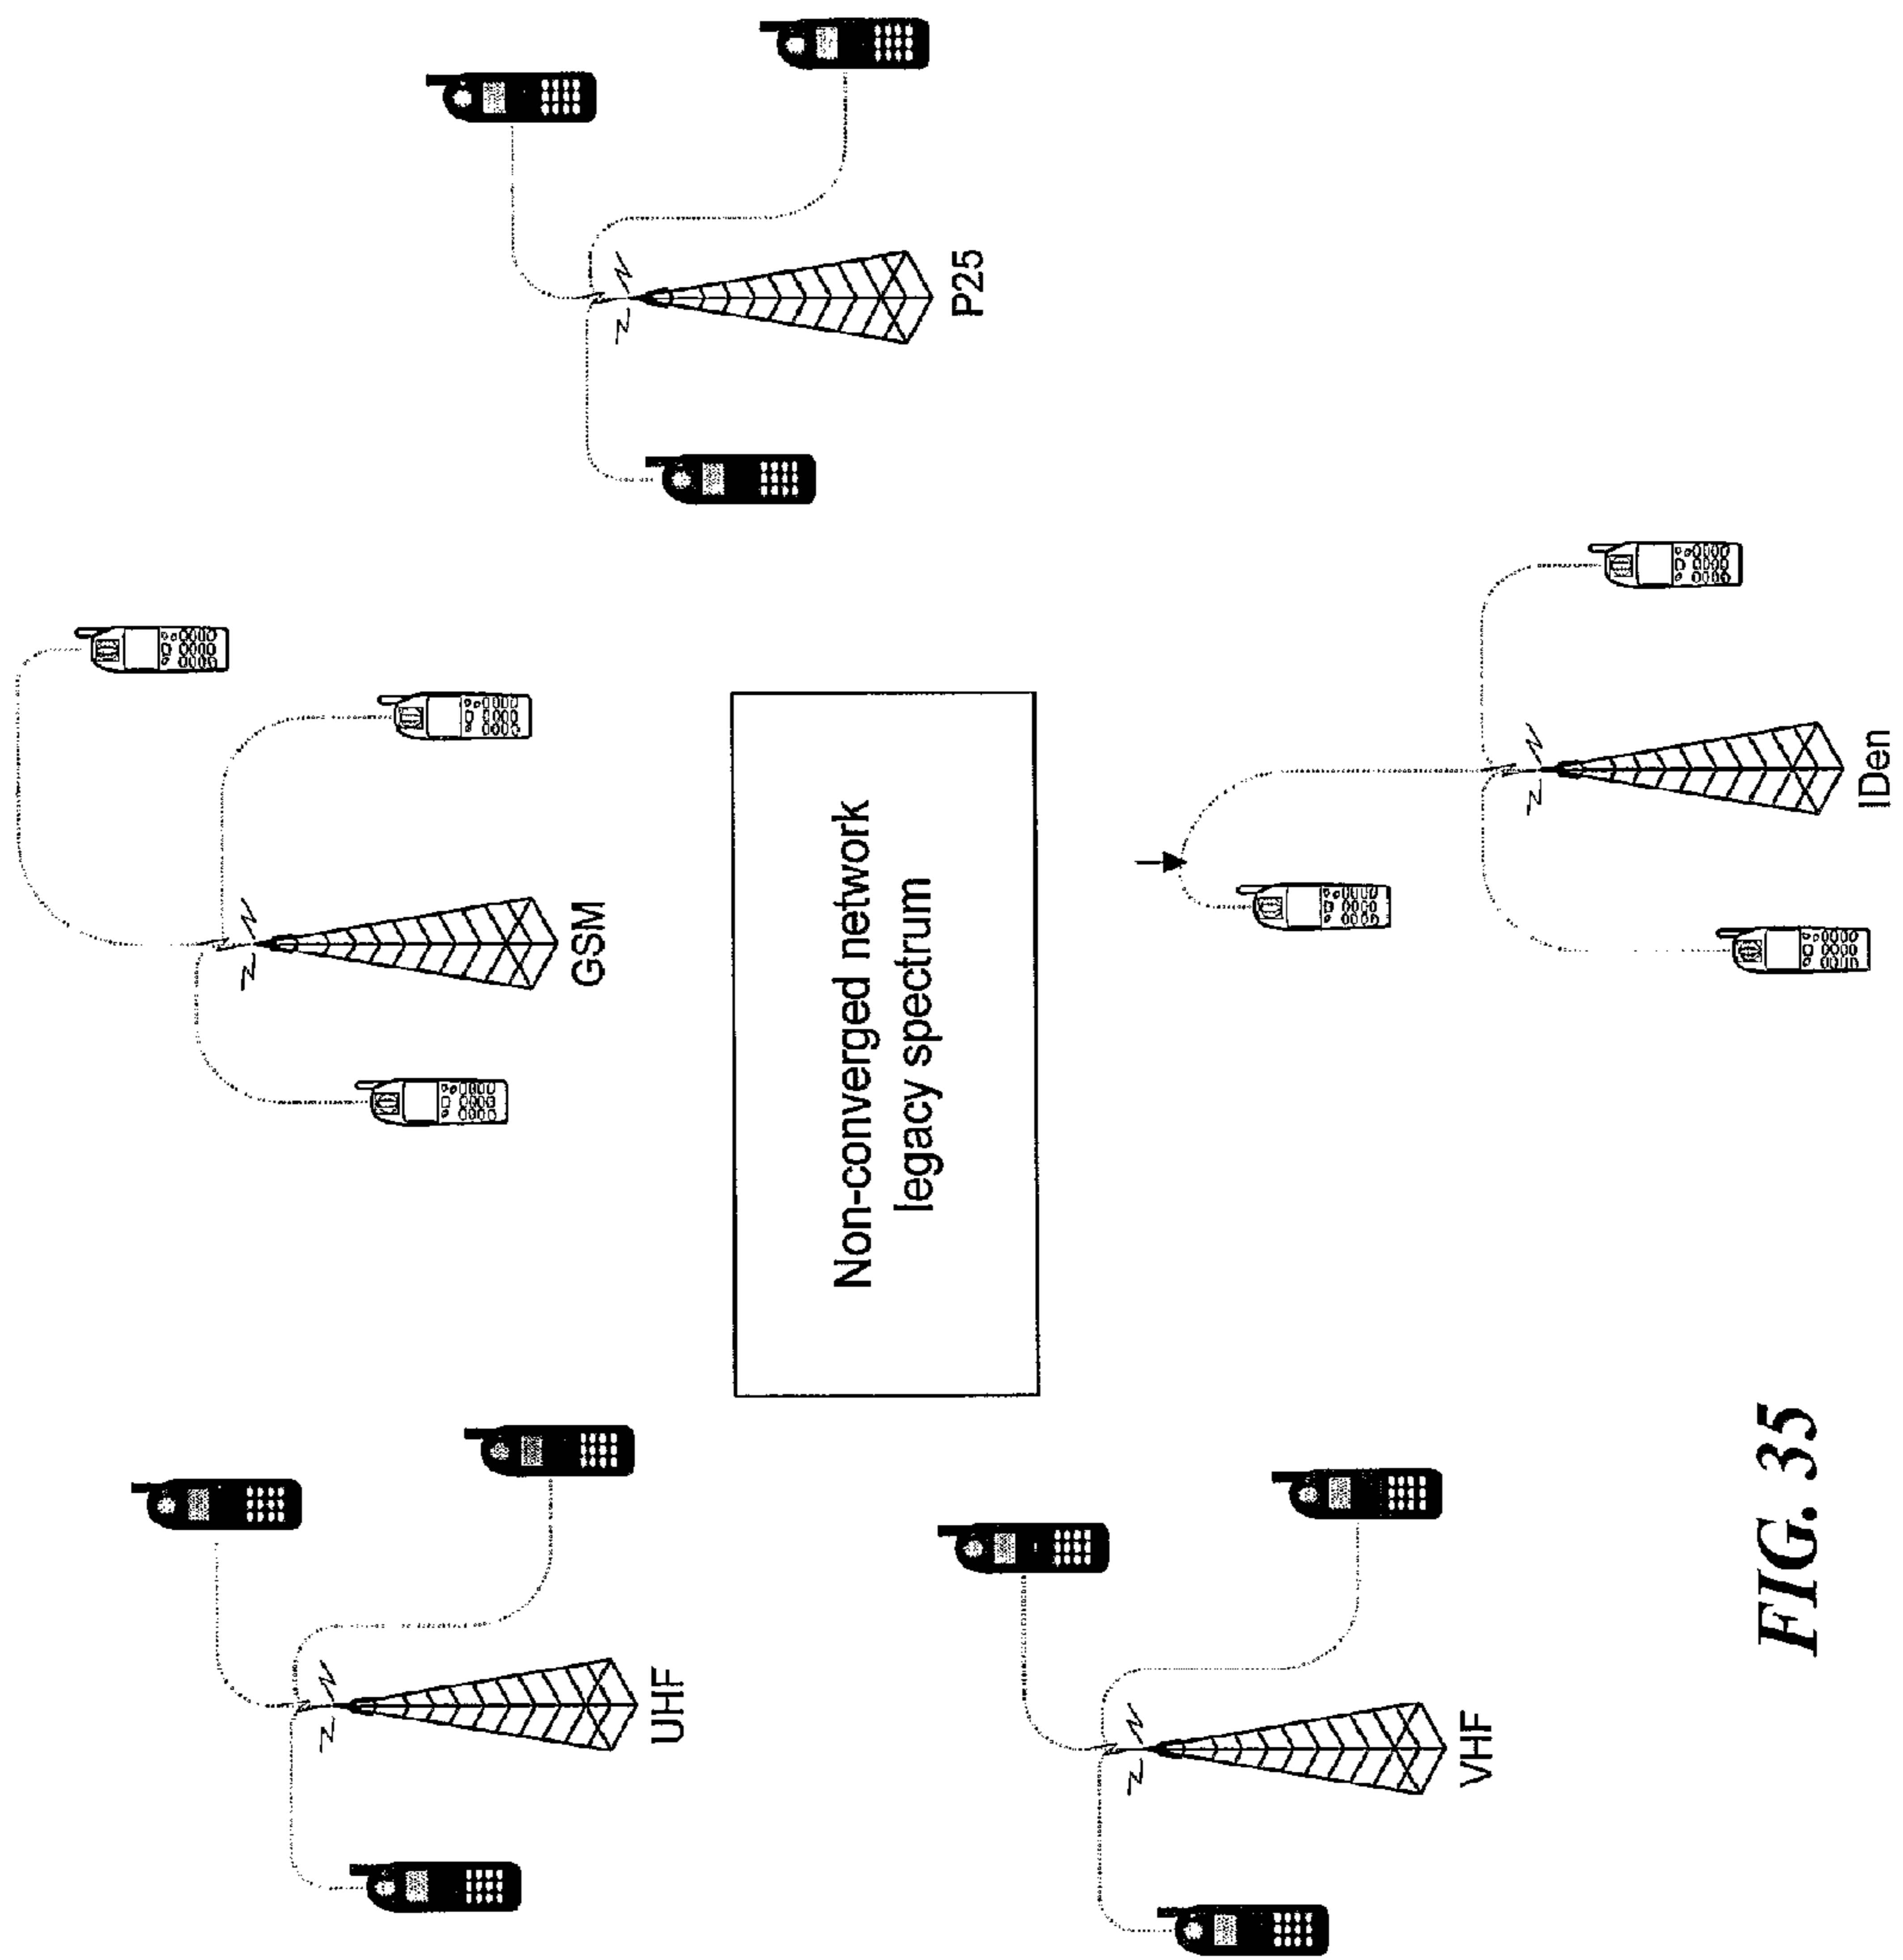 UHF
GSM
P25
Non-converged network
legacy spectrum
VHF
IDen
FIG. 35